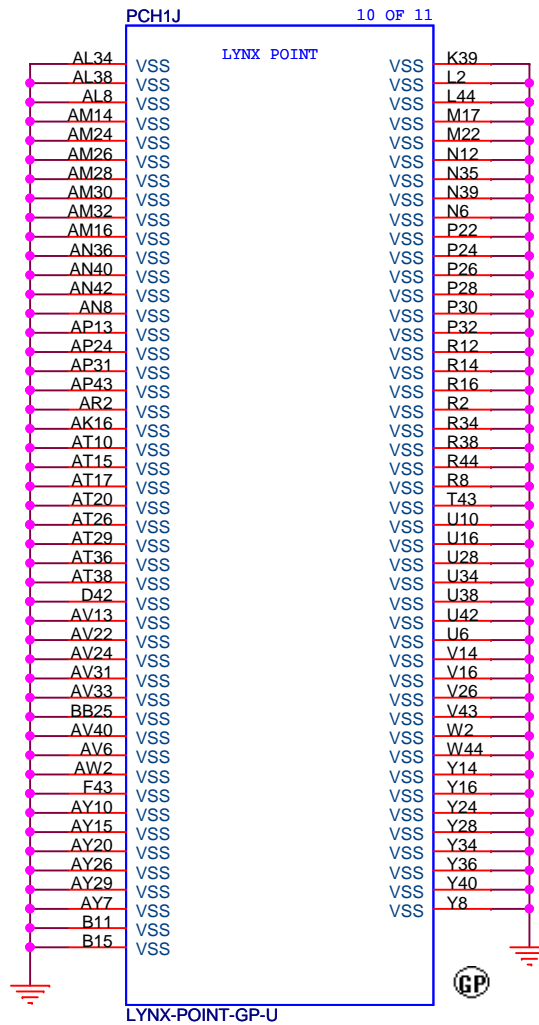 PCH1J 10 OF 11
LYNX POINT
AL34 VSS VSS K39
AL38 VSS VSS L2
AL8 VSS VSS L44
AM14 VSS VSS M17
AM24 VSS VSS M22
AM26 VSS VSS N12
AM28 VSS VSS N35
AM30 VSS VSS N39
AM32 VSS VSS N6
AM16 VSS VSS P22
AN36 VSS VSS P24
AN40 VSS VSS P26
AN42 VSS VSS P28
AN8 VSS VSS P30
AP13 VSS VSS P32
AP24 VSS VSS R12
AP31 VSS VSS R14
AP43 VSS VSS R16
AR2 VSS VSS R2
AK16 VSS VSS R34
AT10 VSS VSS R38
AT15 VSS VSS R44
AT17 VSS VSS R8
AT20 VSS VSS T43
AT26 VSS VSS U10
AT29 VSS VSS U16
AT36 VSS VSS U28
AT38 VSS VSS U34
D42 VSS VSS U38
AV13 VSS VSS U42
AV22 VSS VSS U6
AV24 VSS VSS V14
AV31 VSS VSS V16
AV33 VSS VSS V26
BB25 VSS VSS V43
AV40 VSS VSS W2
AV6 VSS VSS W44
AW2 VSS VSS Y14
F43 VSS VSS Y16
AY10 VSS VSS Y24
AY15 VSS VSS Y28
AY20 VSS VSS Y34
AY26 VSS VSS Y36
AY29 VSS VSS Y40
AY7 VSS VSS Y8
B11 VSS
B15 VSS
GP
LYNX-POINT-GP-U